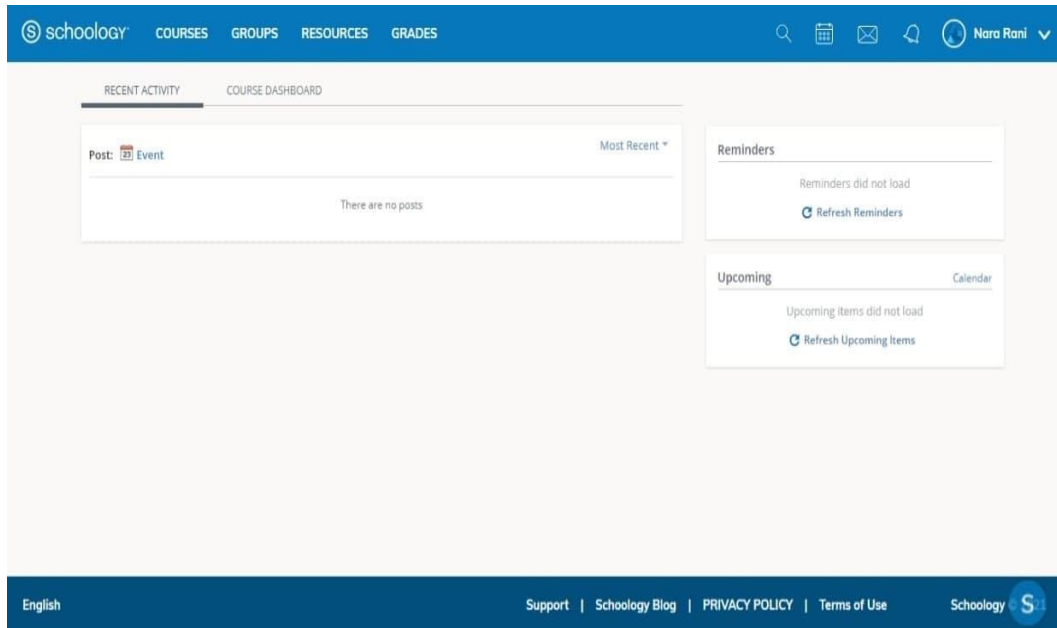 S schoology COURSES GROUPS RESOURCES GRADES Nara Rani
RECENT ACTIVITY COURSE DASHBOARD
Post: 23 Event Most Recent
There are no posts
Reminders
Reminders did not load
Refresh Reminders
Upcoming Calendar
Upcoming items did not load
Refresh Upcoming Items
English Support | Schoology Blog | PRIVACY POLICY | Terms of Use Schoology © S 21